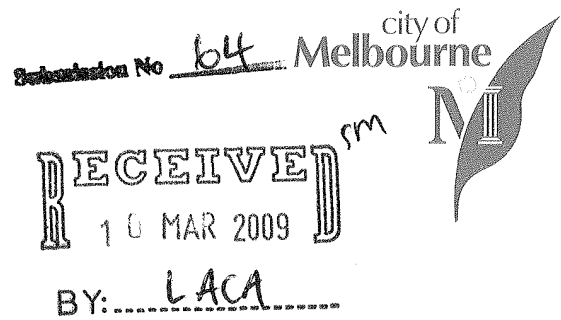 city of
Melbourne
Submission No 64
M
RECEIVED sm
10 MAR 2009
BY: LACA